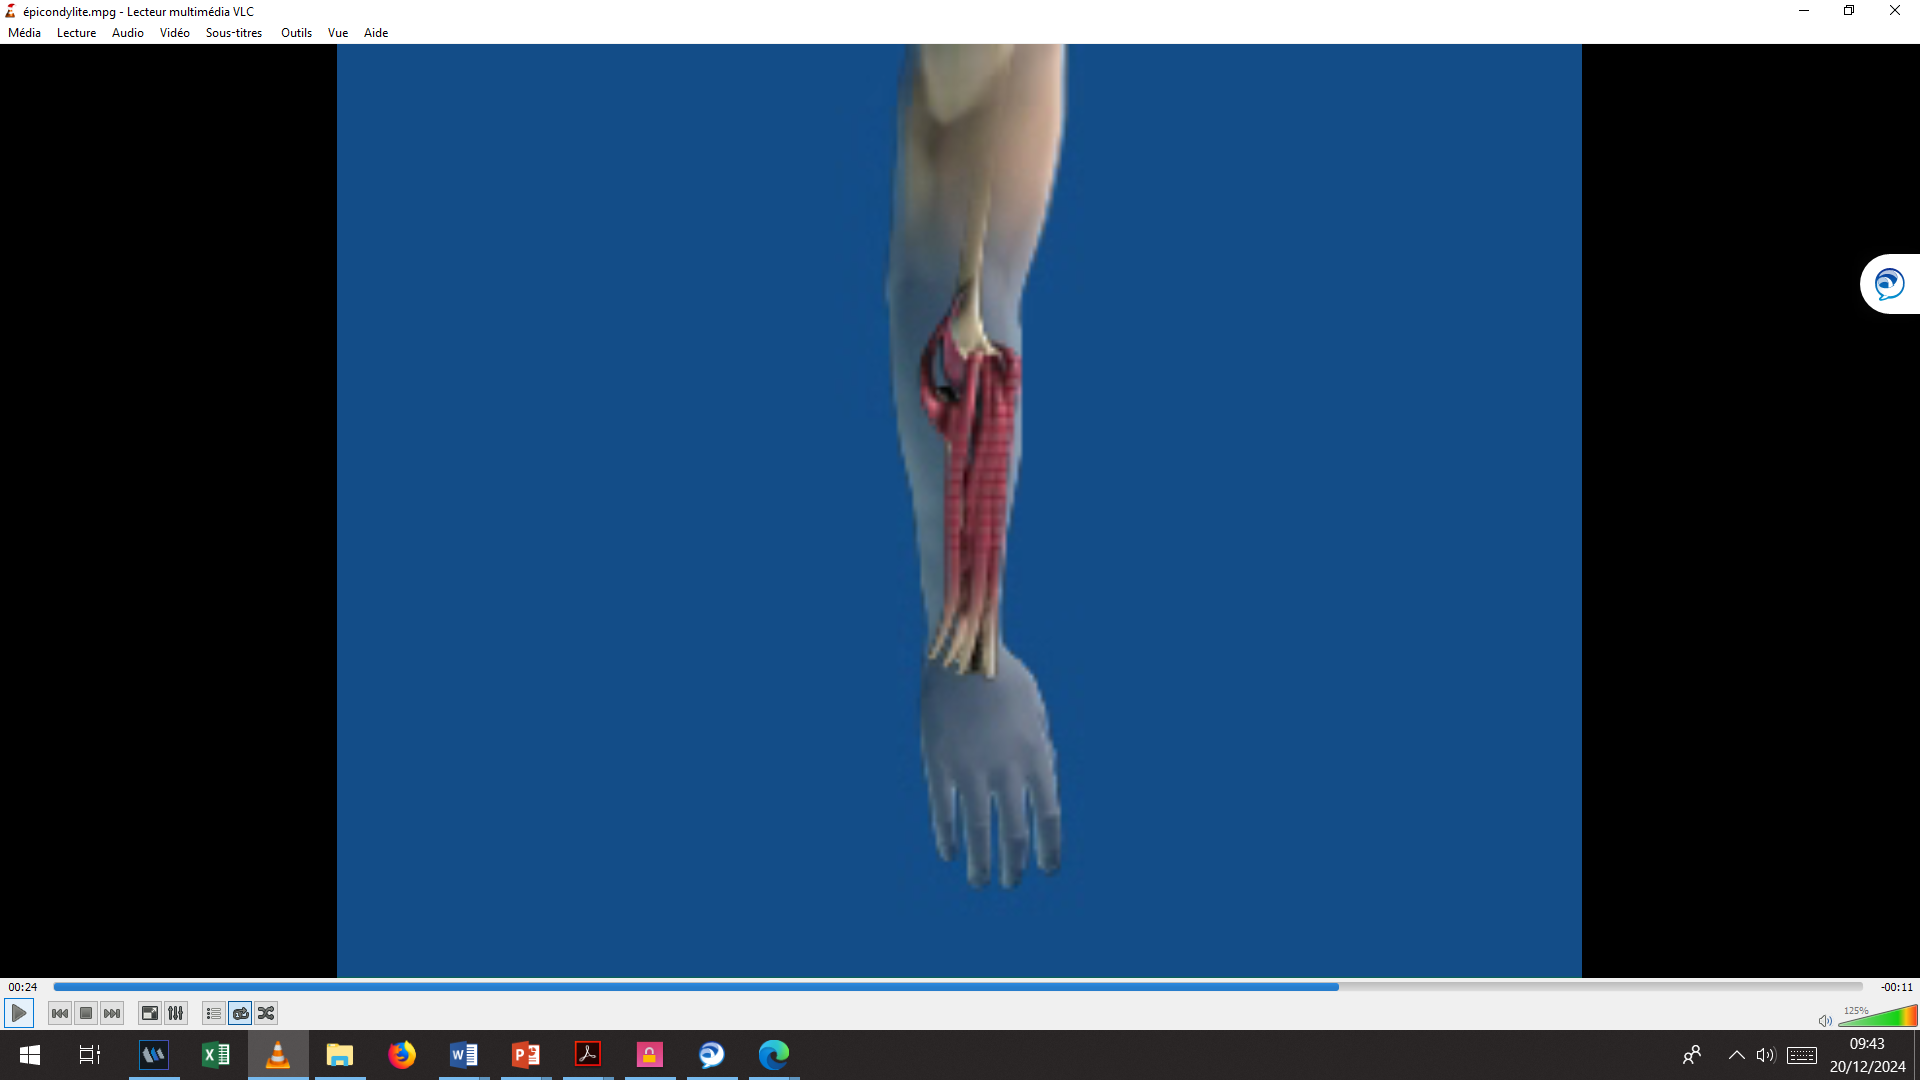 épicondylite.mpg - Lecteur multimédia VLC
Média Lecture Audio Vidéo Sous-titres Outils Vue Aide
00:24
-00:11
125%
09:43
20/12/2024